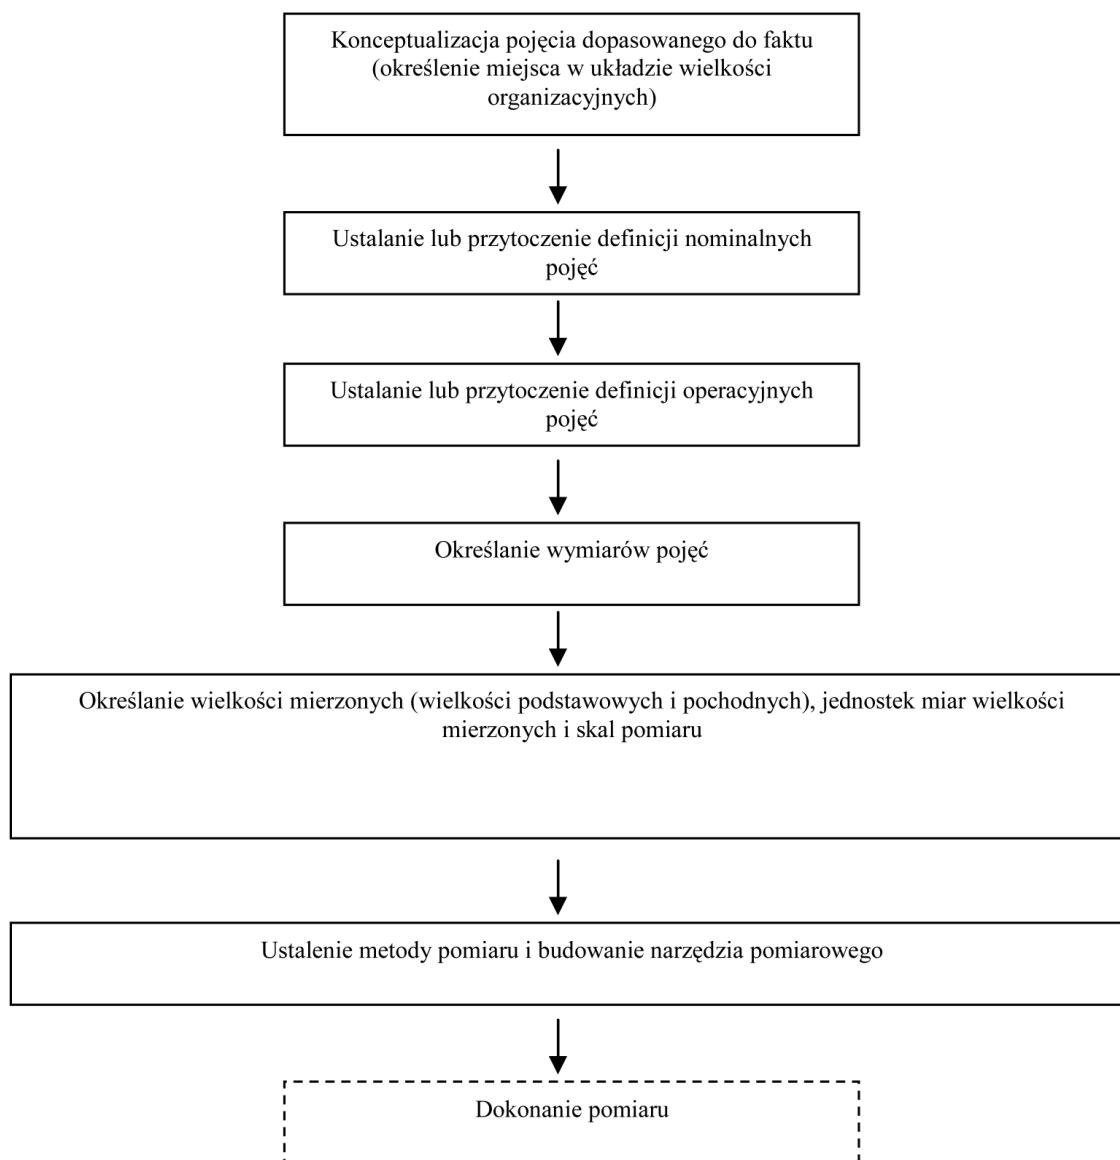 Konceptualizacja pojęcia dopasowanego do faktu
(określenie miejsca w układzie wielkości
organizacyjnych)
Ustalanie lub przytoczenie definicji nominalnych
pojęć
Ustalanie lub przytoczenie definicji operacyjnych
pojęć
Określanie wymiarów pojęć
Określanie wielkości mierzonych (wielkości podstawowych i pochodnych), jednostek miar wielkości
mierzonych i skal pomiaru
Ustalenie metody pomiaru i budowanie narzędzia pomiarowego
Dokonanie pomiaru